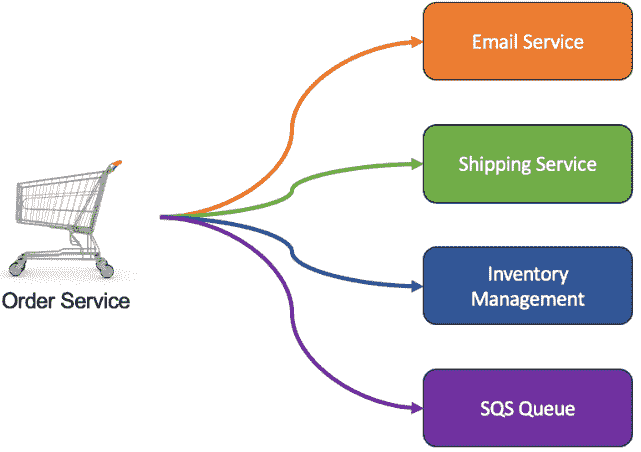 Email Service
Shipping Service
Order Service
Inventory
Management
SQS Queue